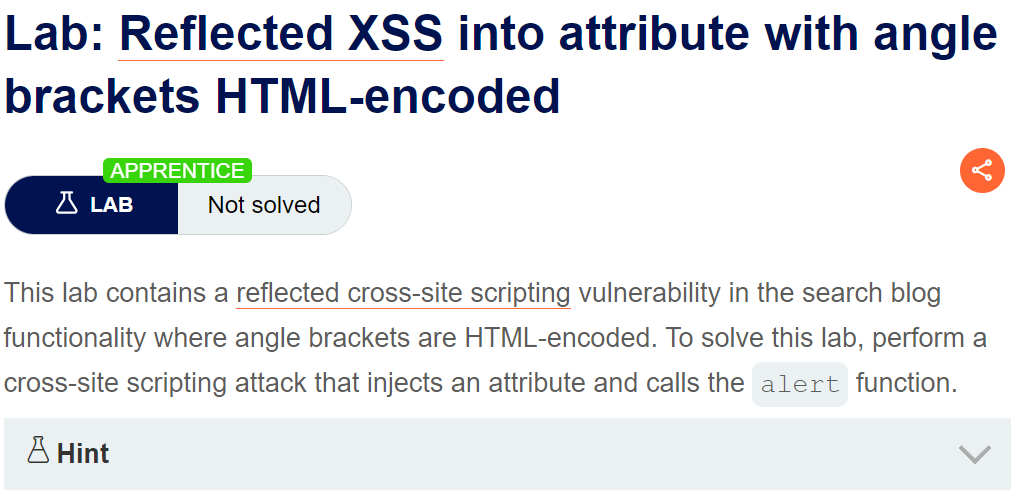 Lab: Reflected XSS into attribute with angle
brackets HTML-encoded
APPRENTICE
LAB
Not solved
This lab contains a reflected cross-site scripting vulnerability in the search blog
functionality where angle brackets are HTML-encoded. To solve this lab, perform a
cross-site scripting attack that injects an attribute and calls the alert function.
Hint